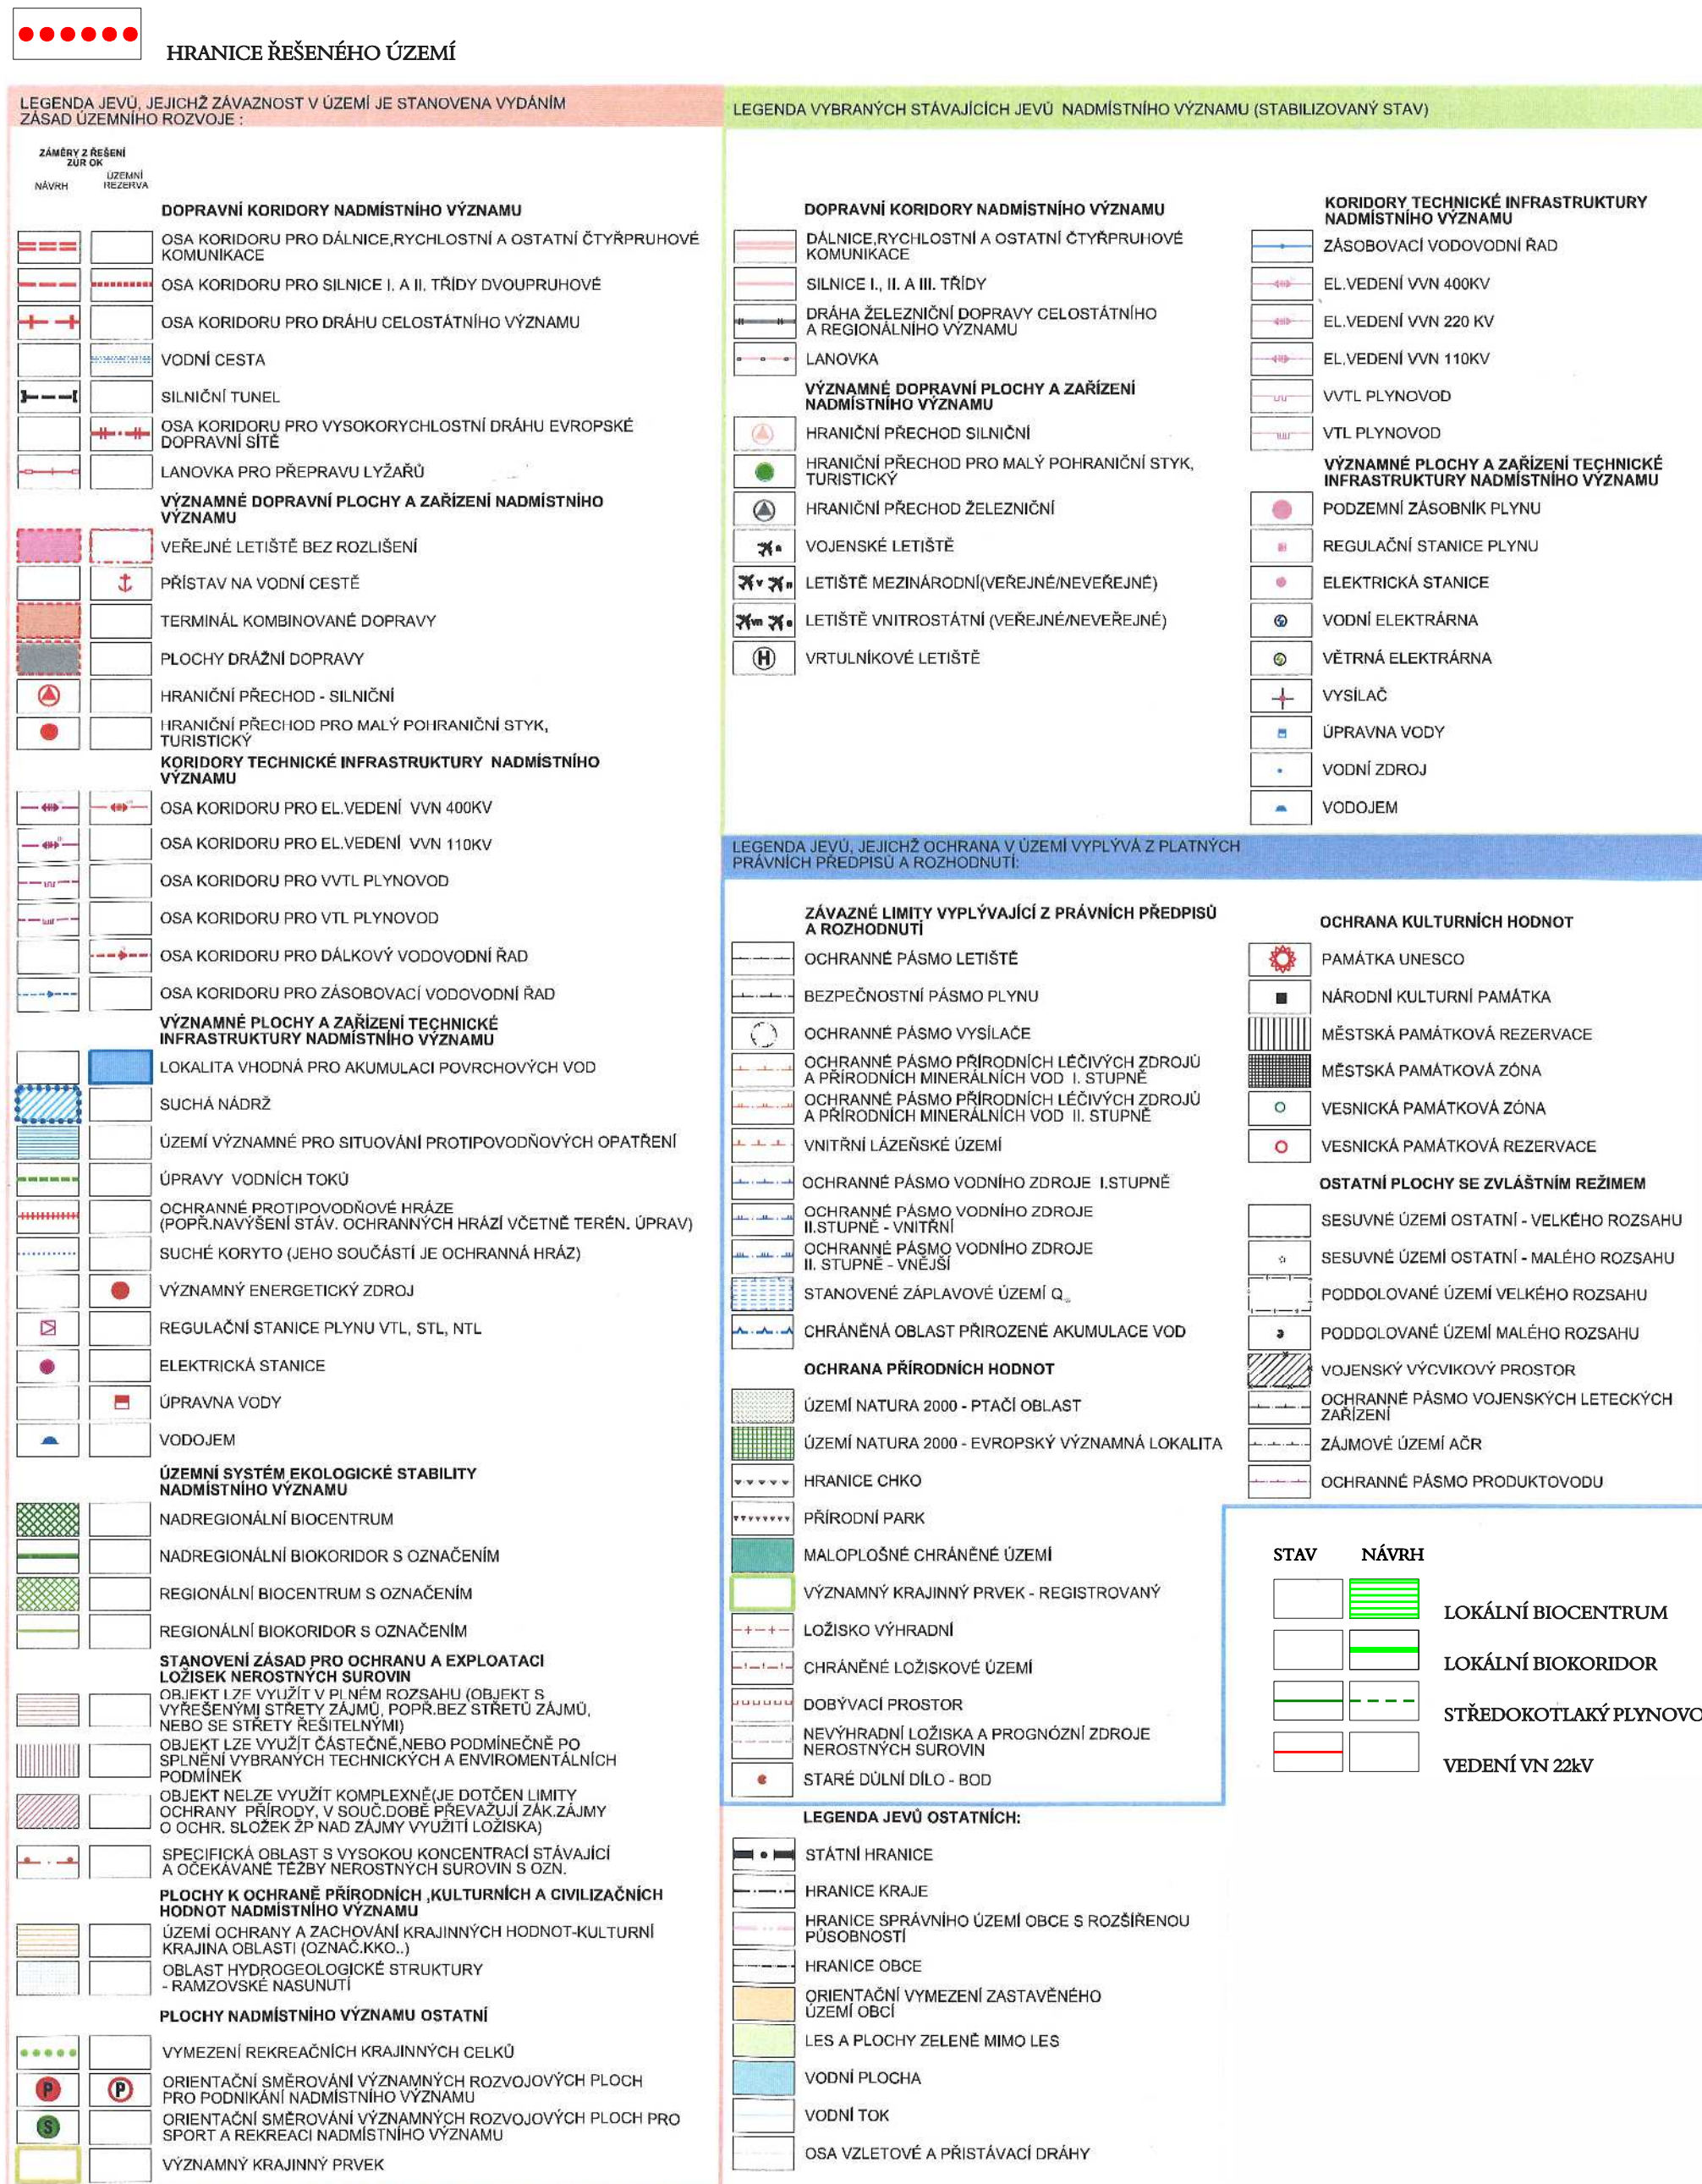 HRANICE ŘEŠENÉHO ÚZEMÍ
LEGENDA JEVŮ, JEJICHŽ ZÁVAZNOST V ÚZEMÍ JE STANOVENA VYDÁNÍM
ZÁSAD ÚZEMNÍHO ROZVOJE :
ZÁMĚRY Z ŘEŠENÍ
ZÚR OK
NÁVRH
ÚZEMNÍ
REZERVA
DOPRAVNÍ KORIDORY NADMÍSTNÍHO VÝZNAMU
OSA KORIDORU PRO DÁLNICE,RYCHLOSTNÍ A OSTATNÍ ČTYŘPRUHOVÉ
KOMUNIKACE
OSA KORIDORU PRO SILNICE I. A II. TŘÍDY DVOUPRUHOVÉ
OSA KORIDORU PRO DRÁHU CELOSTÁTNÍHO VÝZNAMU
VODNÍ CESTA
SILNIČNÍ TUNEL
OSA KORIDORU PRO VYSOKORYCHLOSTNÍ DRÁHU EVROPSKÉ
DOPRAVNÍ SÍTĚ
LANOVKA PRO PŘEPRAVU LYŽAŘŮ
VÝZNAMNÉ DOPRAVNÍ PLOCHY A ZAŘÍZENÍ NADMÍSTNÍHO
VÝZNAMU
VEŘEJNÉ LETIŠTĚ BEZ ROZLIŠENÍ
PŘÍSTAV NA VODNÍ CESTĚ
TERMINÁL KOMBINOVANÉ DOPRAVY
PLOCHY DRÁŽNÍ DOPRAVY
HRANIČNÍ PŘECHOD - SILNIČNÍ
HRANIČNÍ PŘECHOD PRO MALÝ POHRANIČNÍ STYK,
TURISTICKÝ
KORIDORY TECHNICKÉ INFRASTRUKTURY NADMÍSTNÍHO
VÝZNAMU
OSA KORIDORU PRO EL.VEDENÍ VVN 400KV
OSA KORIDORU PRO EL.VEDENÍ VVN 110KV
OSA KORIDORU PRO VVTL PLYNOVOD
OSA KORIDORU PRO VTL PLYNOVOD
OSA KORIDORU PRO DÁLKOVÝ VODOVODNÍ ŘAD
OSA KORIDORU PRO ZÁSOBOVACÍ VODOVODNÍ ŘAD
VÝZNAMNÉ PLOCHY A ZAŘÍZENÍ TECHNICKÉ
INFRASTRUKTURY NADMÍSTNÍHO VÝZNAMU
LOKALITA VHODNÁ PRO AKUMULACI POVRCHOVÝCH VOD
SUCHÁ NÁDRŽ
ÚZEMÍ VÝZNAMNÉ PRO SITUOVÁNÍ PROTIPOVODŇOVÝCH OPATŘENÍ
ÚPRAVY VODNÍCH TOKŮ
OCHRANNÉ PROTIPOVODŇOVÉ HRÁZE
(POPŘ.NAVÝŠENÍ STÁV. OCHRANNÝCH HRÁZÍ VČETNĚ TERÉN. ÚPRAV)
SUCHÉ KORYTO (JEHO SOUČÁSTÍ JE OCHRANNÁ HRÁZ)
VÝZNAMNÝ ENERGETICKÝ ZDROJ
REGULAČNÍ STANICE PLYNU VTL, STL, NTL
ELEKTRICKÁ STANICE
ÚPRAVNA VODY
VODOJEM
ÚZEMNÍ SYSTÉM EKOLOGICKÉ STABILITY
NADMÍSTNÍHO VÝZNAMU
NADREGIONÁLNÍ BIOCENTRUM
NADREGIONÁLNÍ BIOKORIDOR S OZNAČENÍM
REGIONÁLNÍ BIOCENTRUM S OZNAČENÍM
REGIONÁLNÍ BIOKORIDOR S OZNAČENÍM
STANOVENÍ ZÁSAD PRO OCHRANU A EXPLOATACI
LOŽISEK NEROSTNÝCH SUROVIN
OBJEKT LZE VYUŽÍT V PLNÉM ROZSAHU (OBJEKT S
VYŘEŠENÝMI STŘETY ZÁJMŮ, POPŘ.BEZ STŘETŮ ZÁJMŮ,
NEBO SE STŘETY ŘEŠITELNÝMI)
OBJEKT LZE VYUŽÍT ČÁSTEČNĚ,NEBO PODMÍNEČNĚ PO
SPLNĚNÍ VYBRANÝCH TECHNICKÝCH A ENVIROMENTÁLNÍCH
PODMÍNEK
OBJEKT NELZE VYUŽÍT KOMPLEXNĚ(JE DOTČEN LIMITY
OCHRANY PŘÍRODY, V SOUČ.DOBĚ PŘEVAŽUJÍ ZÁK.ZÁJMY
O OCHR. SLOŽEK ŽP NAD ZÁJMY VYUŽITÍ LOŽISKA)
SPECIFICKÁ OBLAST S VYSOKOU KONCENTRACÍ STÁVAJÍCÍ
A OČEKÁVANÉ TĚŽBY NEROSTNÝCH SUROVIN S OZN.
PLOCHY K OCHRANĚ PŘÍRODNÍCH ,KULTURNÍCH A CIVILIZAČNÍCH
HODNOT NADMÍSTNÍHO VÝZNAMU
ÚZEMÍ OCHRANY A ZACHOVÁNÍ KRAJINNÝCH HODNOT-KULTURNÍ
KRAJINA OBLASTI (OZNAČ.KKO..)
OBLAST HYDROGEOLOGICKÉ STRUKTURY
- RAMZOVSKÉ NASUNUTÍ
PLOCHY NADMÍSTNÍHO VÝZNAMU OSTATNÍ
VYMEZENÍ REKREAČNÍCH KRAJINNÝCH CELKŮ
P P ORIENTAČNÍ SMĚROVÁNÍ VÝZNAMNÝCH ROZVOJOVÝCH PLOCH
PRO PODNIKÁNÍ NADMÍSTNÍHO VÝZNAMU
S ORIENTAČNÍ SMĚROVÁNÍ VÝZNAMNÝCH ROZVOJOVÝCH PLOCH PRO
SPORT A REKREACI NADMÍSTNÍHO VÝZNAMU
VÝZNAMNÝ KRAJINNÝ PRVEK
LEGENDA VYBRANÝCH STÁVAJÍCÍCH JEVŮ NADMÍSTNÍHO VÝZNAMU (STABILIZOVANÝ STAV)
DOPRAVNÍ KORIDORY NADMÍSTNÍHO VÝZNAMU
DÁLNICE,RYCHLOSTNÍ A OSTATNÍ ČTYŘPRUHOVÉ
KOMUNIKACE
SILNICE I., II. A III. TŘÍDY
DRÁHA ŽELEZNIČNÍ DOPRAVY CELOSTÁTNÍHO
A REGIONÁLNÍHO VÝZNAMU
LANOVKA
VÝZNAMNÉ DOPRAVNÍ PLOCHY A ZAŘÍZENÍ
NADMÍSTNÍHO VÝZNAMU
HRANIČNÍ PŘECHOD SILNIČNÍ
HRANIČNÍ PŘECHOD PRO MALÝ POHRANIČNÍ STYK,
TURISTICKÝ
HRANIČNÍ PŘECHOD ŽELEZNIČNÍ
VOJENSKÉ LETIŠTĚ
v n LETIŠTĚ MEZINÁRODNÍ(VEŘEJNÉ/NEVEŘEJNÉ)
vn LETIŠTĚ VNITROSTÁTNÍ (VEŘEJNÉ/NEVEŘEJNÉ)
H VRTULNÍKOVÉ LETIŠTĚ
KORIDORY TECHNICKÉ INFRASTRUKTURY
NADMÍSTNÍHO VÝZNAMU
ZÁSOBOVACÍ VODOVODNÍ ŘAD
EL.VEDENÍ VVN 400KV
EL.VEDENÍ VVN 220 KV
EL.VEDENÍ VVN 110KV
VVTL PLYNOVOD
VTL PLYNOVOD
VÝZNAMNÉ PLOCHY A ZAŘÍZENÍ TECHNICKÉ
INFRASTRUKTURY NADMÍSTNÍHO VÝZNAMU
PODZEMNÍ ZÁSOBNÍK PLYNU
REGULAČNÍ STANICE PLYNU
ELEKTRICKÁ STANICE
VODNÍ ELEKTRÁRNA
VĚTRNÁ ELEKTRÁRNA
VYSÍLAČ
ÚPRAVNA VODY
VODNÍ ZDROJ
VODOJEM
LEGENDA JEVŮ, JEJICHŽ OCHRANA V ÚZEMÍ VYPLÝVÁ Z PLATNÝCH
PRÁVNÍCH PŘEDPISŮ A ROZHODNUTÍ:
ZÁVAZNÉ LIMITY VYPLÝVAJÍCÍ Z PRÁVNÍCH PŘEDPISŮ
A ROZHODNUTÍ
OCHRANNÉ PÁSMO LETIŠTĚ
BEZPEČNOSTNÍ PÁSMO PLYNU
OCHRANNÉ PÁSMO VYSÍLAČE
OCHRANNÉ PÁSMO PŘÍRODNÍCH LÉČIVÝCH ZDROJŮ
A PŘÍRODNÍCH MINERÁLNÍCH VOD I. STUPNĚ
OCHRANNÉ PÁSMO PŘÍRODNÍCH LÉČIVÝCH ZDROJŮ
A PŘÍRODNÍCH MINERÁLNÍCH VOD II. STUPNĚ
VNITŘNÍ LÁZEŇSKÉ ÚZEMÍ
OCHRANNÉ PÁSMO VODNÍHO ZDROJE I.STUPNĚ
OCHRANNÉ PÁSMO VODNÍHO ZDROJE
II.STUPNĚ - VNITŘNÍ
OCHRANNÉ PÁSMO VODNÍHO ZDROJE
II. STUPNĚ - VNĚJŠÍ
STANOVENÉ ZÁPLAVOVÉ ÚZEMÍ Q
CHRÁNĚNÁ OBLAST PŘIROZENÉ AKUMULACE VOD
OCHRANA PŘÍRODNÍCH HODNOT
ÚZEMÍ NATURA 2000 - PTAČÍ OBLAST
ÚZEMÍ NATURA 2000 - EVROPSKÝ VÝZNAMNÁ LOKALITA
HRANICE CHKO
PŘÍRODNÍ PARK
MALOPLOŠNÉ CHRÁNĚNÉ ÚZEMÍ
VÝZNAMNÝ KRAJINNÝ PRVEK - REGISTROVANÝ
LOŽISKO VÝHRADNÍ
CHRÁNĚNÉ LOŽISKOVÉ ÚZEMÍ
DOBÝVACÍ PROSTOR
NEVÝHRADNÍ LOŽISKA A PROGNÓZNÍ ZDROJE
NEROSTNÝCH SUROVIN
STARÉ DŮLNÍ DÍLO - BOD
OCHRANA KULTURNÍCH HODNOT
PAMÁTKA UNESCO
NÁRODNÍ KULTURNÍ PAMÁTKA
MĚSTSKÁ PAMÁTKOVÁ REZERVACE
MĚSTSKÁ PAMÁTKOVÁ ZÓNA
VESNICKÁ PAMÁTKOVÁ ZÓNA
VESNICKÁ PAMÁTKOVÁ REZERVACE
OSTATNÍ PLOCHY SE ZVLÁŠTNÍM REŽIMEM
SESUVNÉ ÚZEMÍ OSTATNÍ - VELKÉHO ROZSAHU
SESUVNÉ ÚZEMÍ OSTATNÍ - MALÉHO ROZSAHU
PODDOLOVANÉ ÚZEMÍ VELKÉHO ROZSAHU
PODDOLOVANÉ ÚZEMÍ MALÉHO ROZSAHU
VOJENSKÝ VÝCVIKOVÝ PROSTOR
OCHRANNÉ PÁSMO VOJENSKÝCH LETECKÝCH
ZAŘÍZENÍ
ZÁJMOVÉ ÚZEMÍ AČR
OCHRANNÉ PÁSMO PRODUKTOVODU
STAV NÁVRH
LOKÁLNÍ BIOCENTRUM
LOKÁLNÍ BIOKORIDOR
STŘEDOKOTLAKÝ PLYNOVO
VEDENÍ VN 22kV
LEGENDA JEVŮ OSTATNÍCH:
STÁTNÍ HRANICE
HRANICE KRAJE
HRANICE SPRÁVNÍHO ÚZEMÍ OBCE S ROZŠÍŘENOU
PŮSOBNOSTÍ
HRANICE OBCE
ORIENTAČNÍ VYMEZENÍ ZASTAVĚNÉHO
ÚZEMÍ OBCÍ
LES A PLOCHY ZELENĚ MIMO LES
VODNÍ PLOCHA
VODNÍ TOK
OSA VZLETOVÉ A PŘISTÁVACÍ DRÁHY